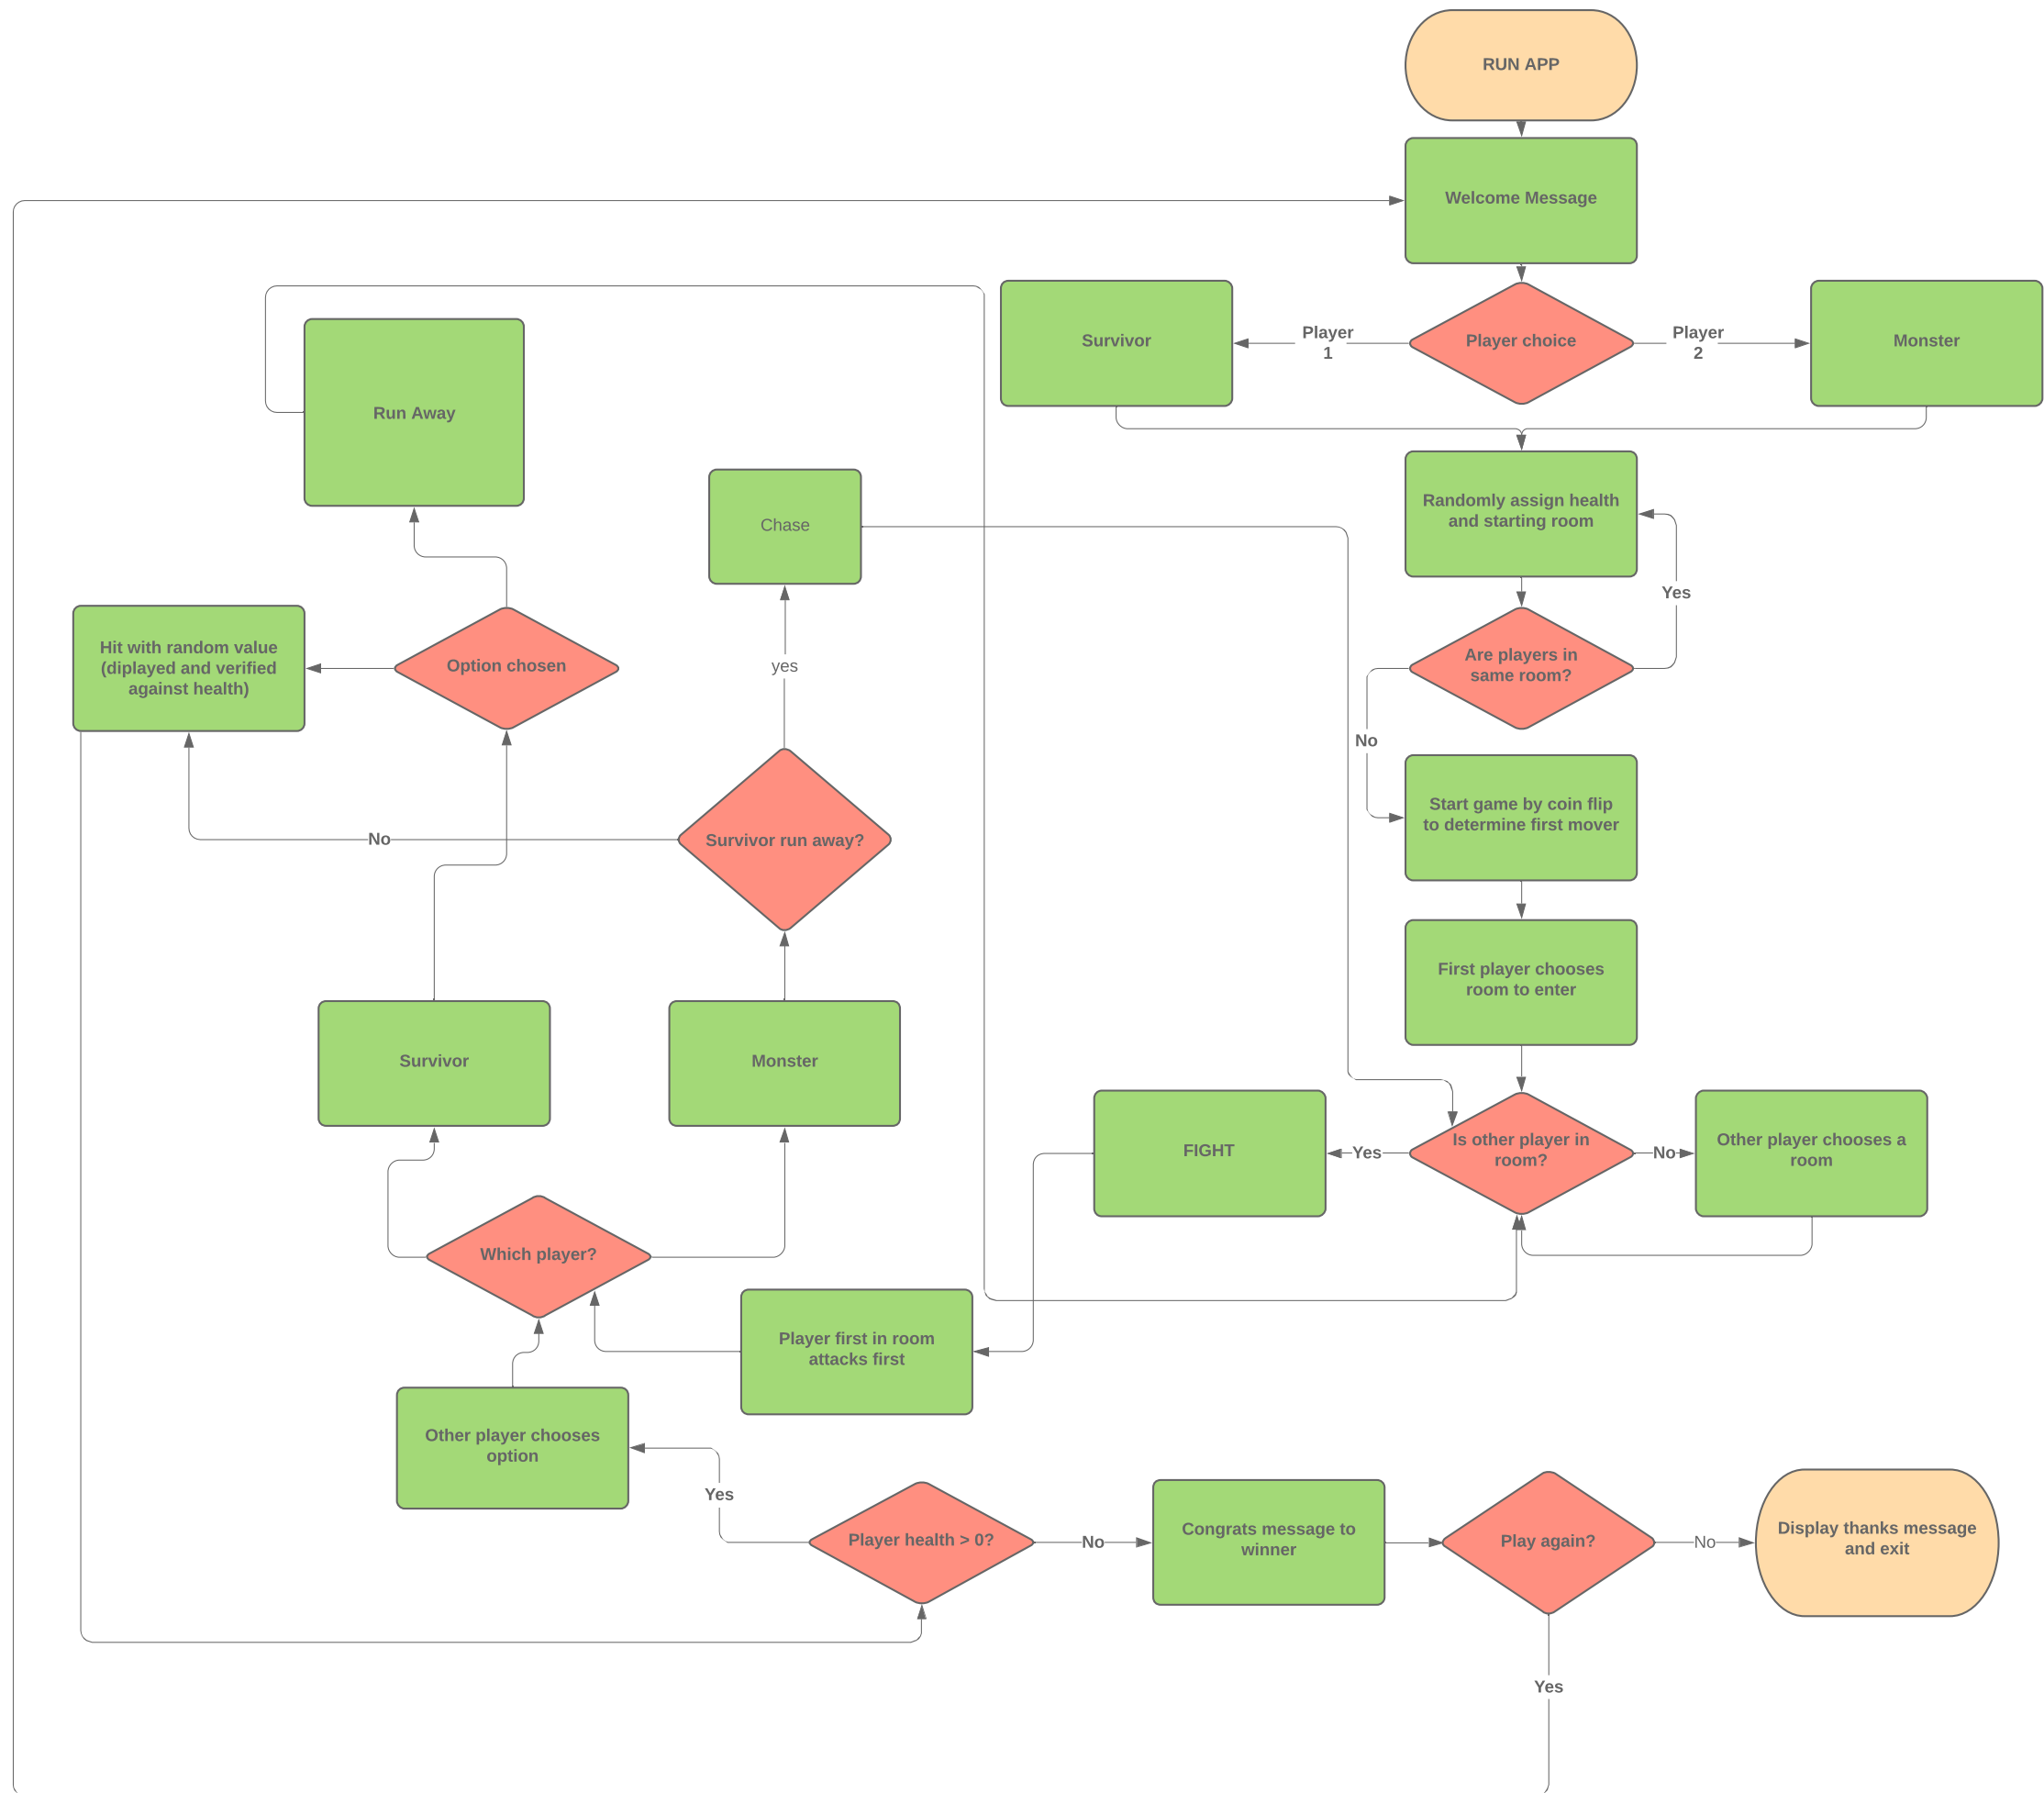 RUN APP
Welcome Message
Survivor
Player
1
Player choice
Player
2
Monster
Run Away
Chase
Randomly assign health
and starting room
Yes
Hit with random value
(diplayed and verified
against health)
Option chosen
yes
Are players in
same room?
No
Start game by coin flip
to determine first mover
No
Survivor run away?
First player chooses
room to enter
Survivor
Monster
FIGHT
Yes
Is other player in
room?
No
Other player chooses a
room
Which player?
Player first in room
attacks first
Other player chooses
option
Yes
Player health > 0?
No
Congrats message to
winner
Play again?
No
Display thanks message
and exit
Yes